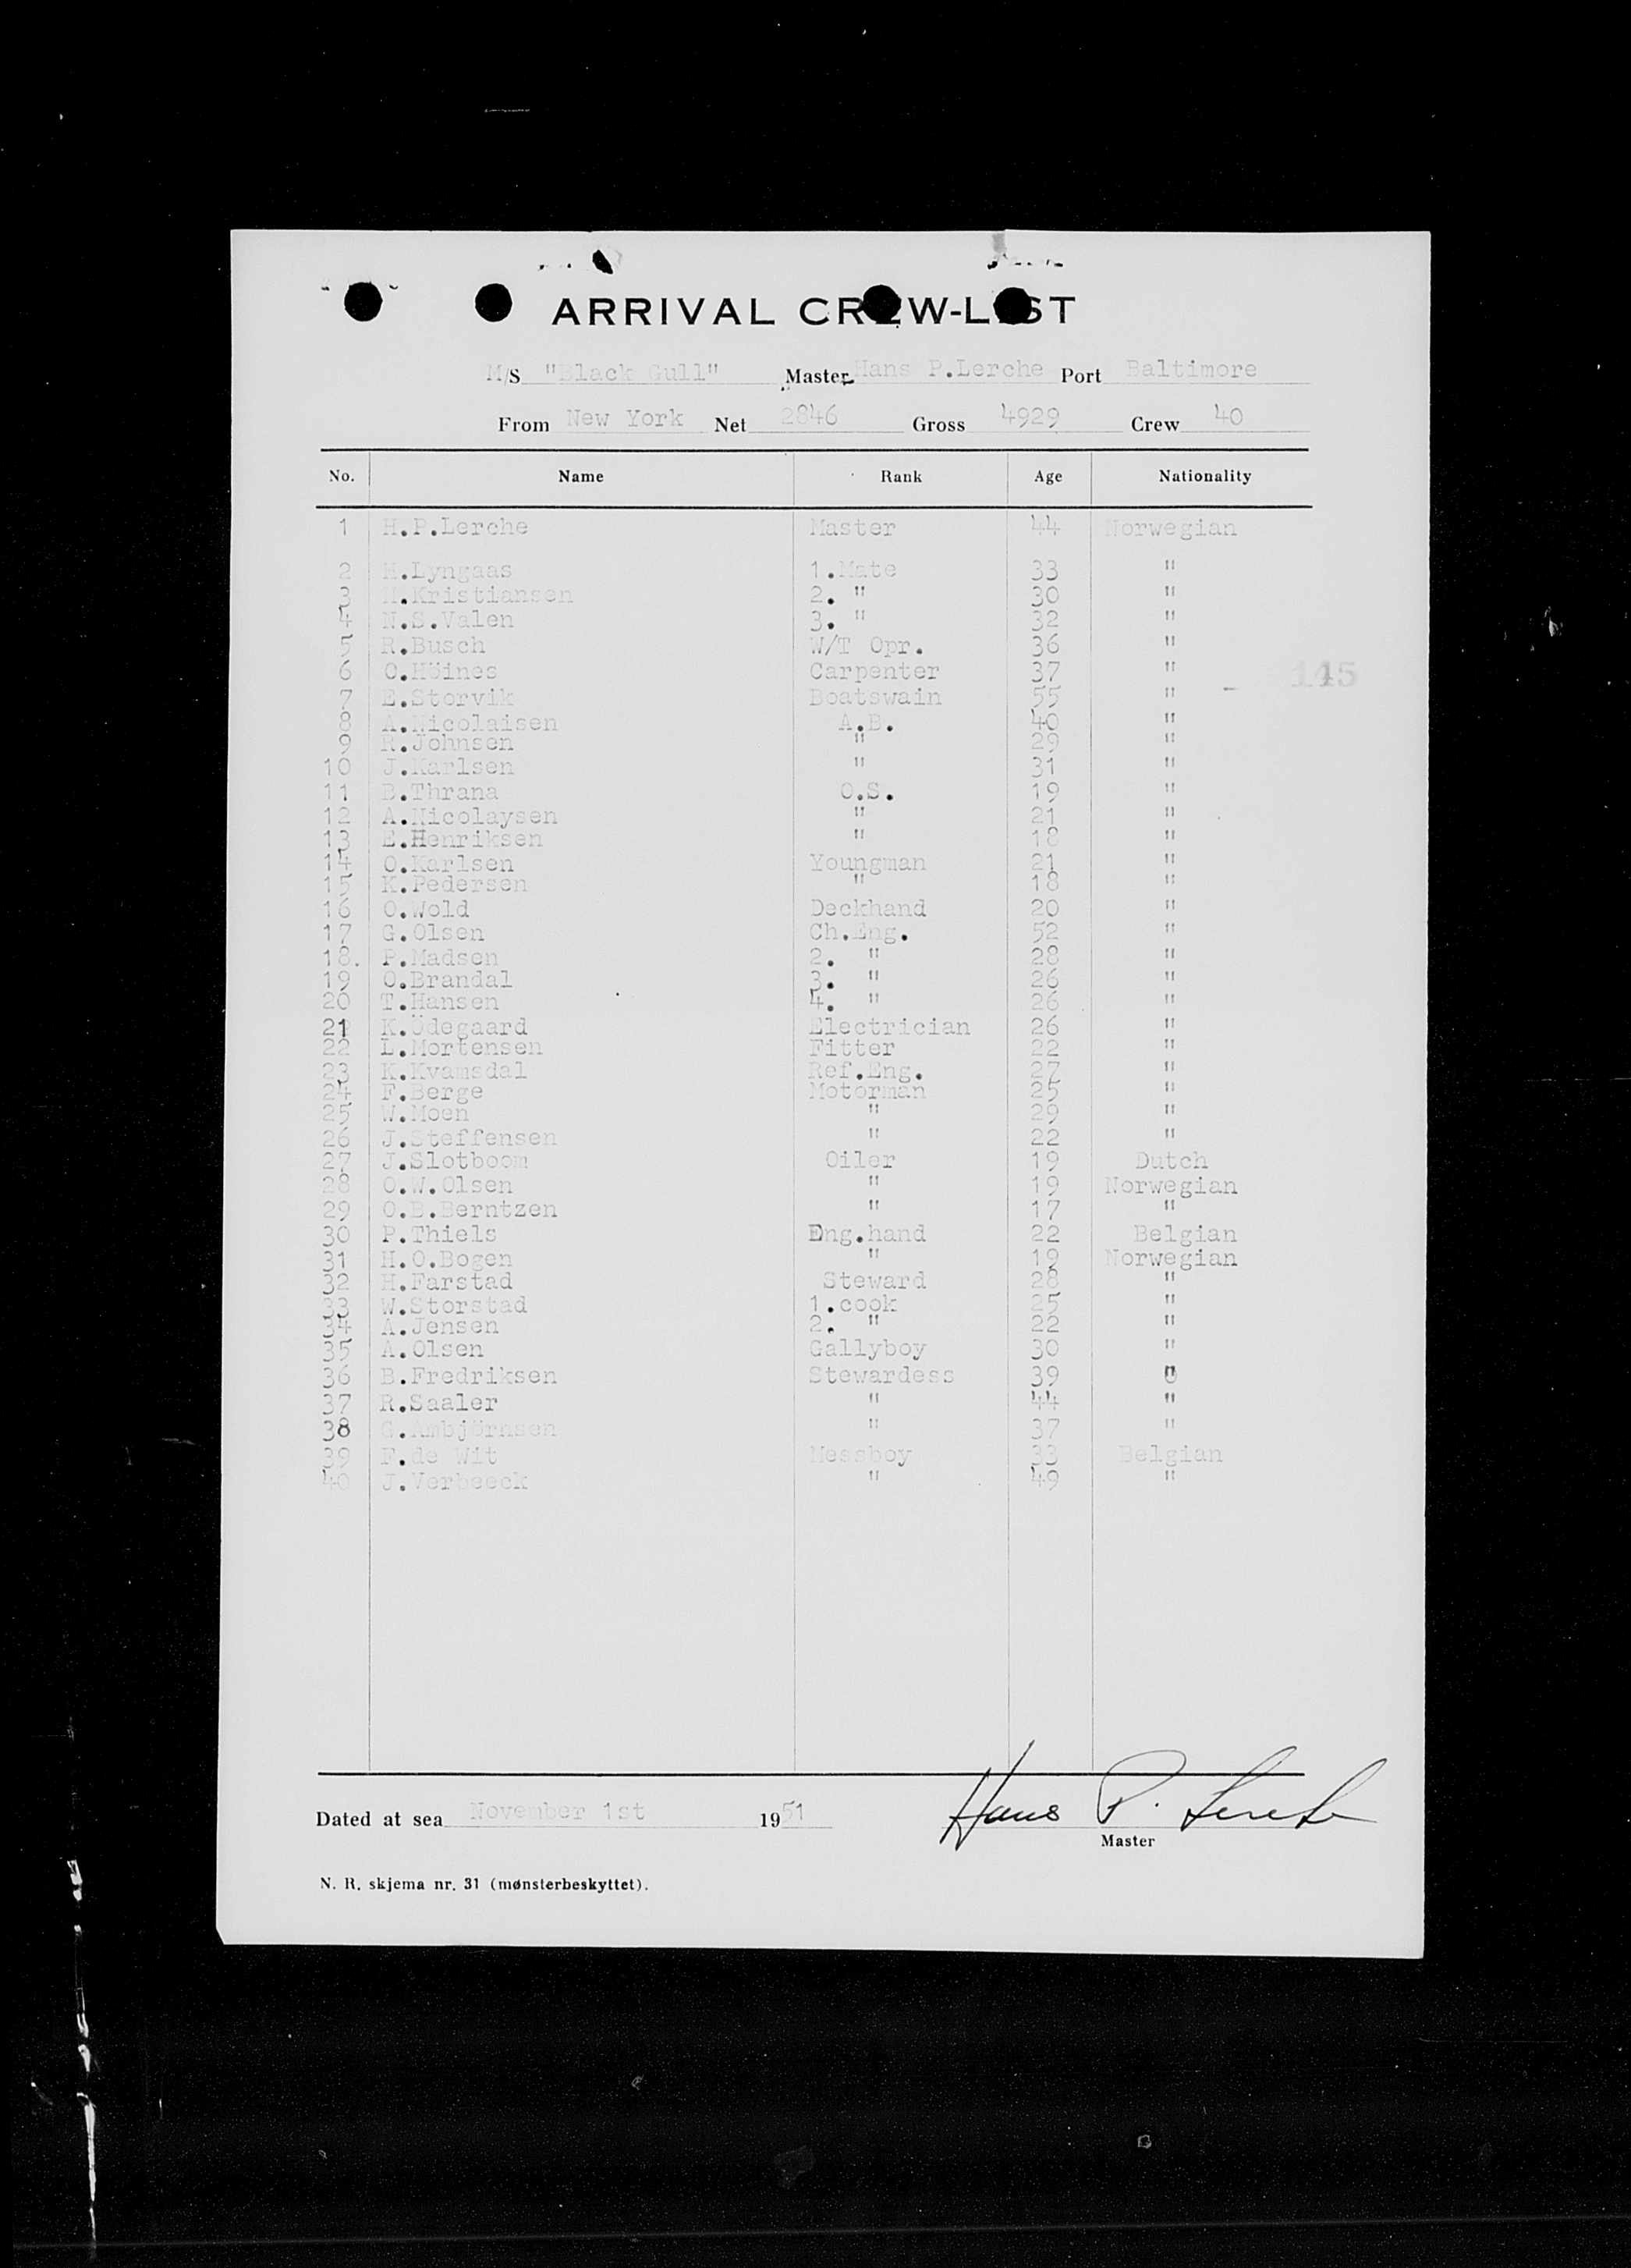 ARRIVAL CREW-LIST
M/S "Black Gull" Master Hans P.Lerche Port Baltimore
From New York Net 2846 Gross 4929 Crew 40
No. Name Rank Age Nationality
1 H.P.Lerche Master 44 Norwegian
2 H.Lyngaas 1.Mate 33 "
3 Kristiansen 2. " 30 "
4 N.S.Valen 3. " 32 "
5 R.Busch W/T Opr. 36 "
6 O.Höines Carpenter 37 "
145
7 E.Storvik Boatswain 55 " -
8 A.Nicolaisen A.B. 40 "
9 R.Johnsen " 29 "
10 J.Karlsen " 31 "
11 B.Thrana O.S. 19 "
12 A.Nicolaysen " 21 "
13 E.Henriksen " 18 "
14 O.Karlsen Youngman 21 "
15 K.Pedersen " 18 "
16 O.Wold Deckhand 20 "
17 G.Olsen Ch.Eng. 52 "
18. P.Madsen 2. " 28 "
19 O.Brandal 3. " 26 "
20 T.Hansen 4. " 26 "
21 K.Ödegaard Electrician 26 "
22 L.Mortensen Fitter 22 "
23 K.Kvamsdal Ref.Eng. 27 "
24 F.Berge Motorman 25 "
25 W.Moen " 29 "
26 J.Steffensen " 22 "
27 J.Slotboom Oiler 19 Dutch
28 O.W.Olsen " 19 Norwegian
29 O.B.Berntzen " 17 "
30 P.Thiels Eng.hand 22 Belgian
31 H.O.Bogen " 19 Norwegian
32 H.Farstad Steward 28 "
33 W.Storstad 1.cook 25 "
34 A.Jensen 2. " 22 "
35 A.Olsen Gallyboy 30 "
36 B.Fredriksen Stewardess 39 "
37 R.Saaler " 44 "
38 G.Ambjörnsen " 37 "
39 F.de Wit Messboy 33 Belgian
40 J.Verbeeck " 49 "
Hans P. Lerche
Dated at sea November 1st 1951
Master
N. R. skjema nr. 31 (mønsterbeskyttet).